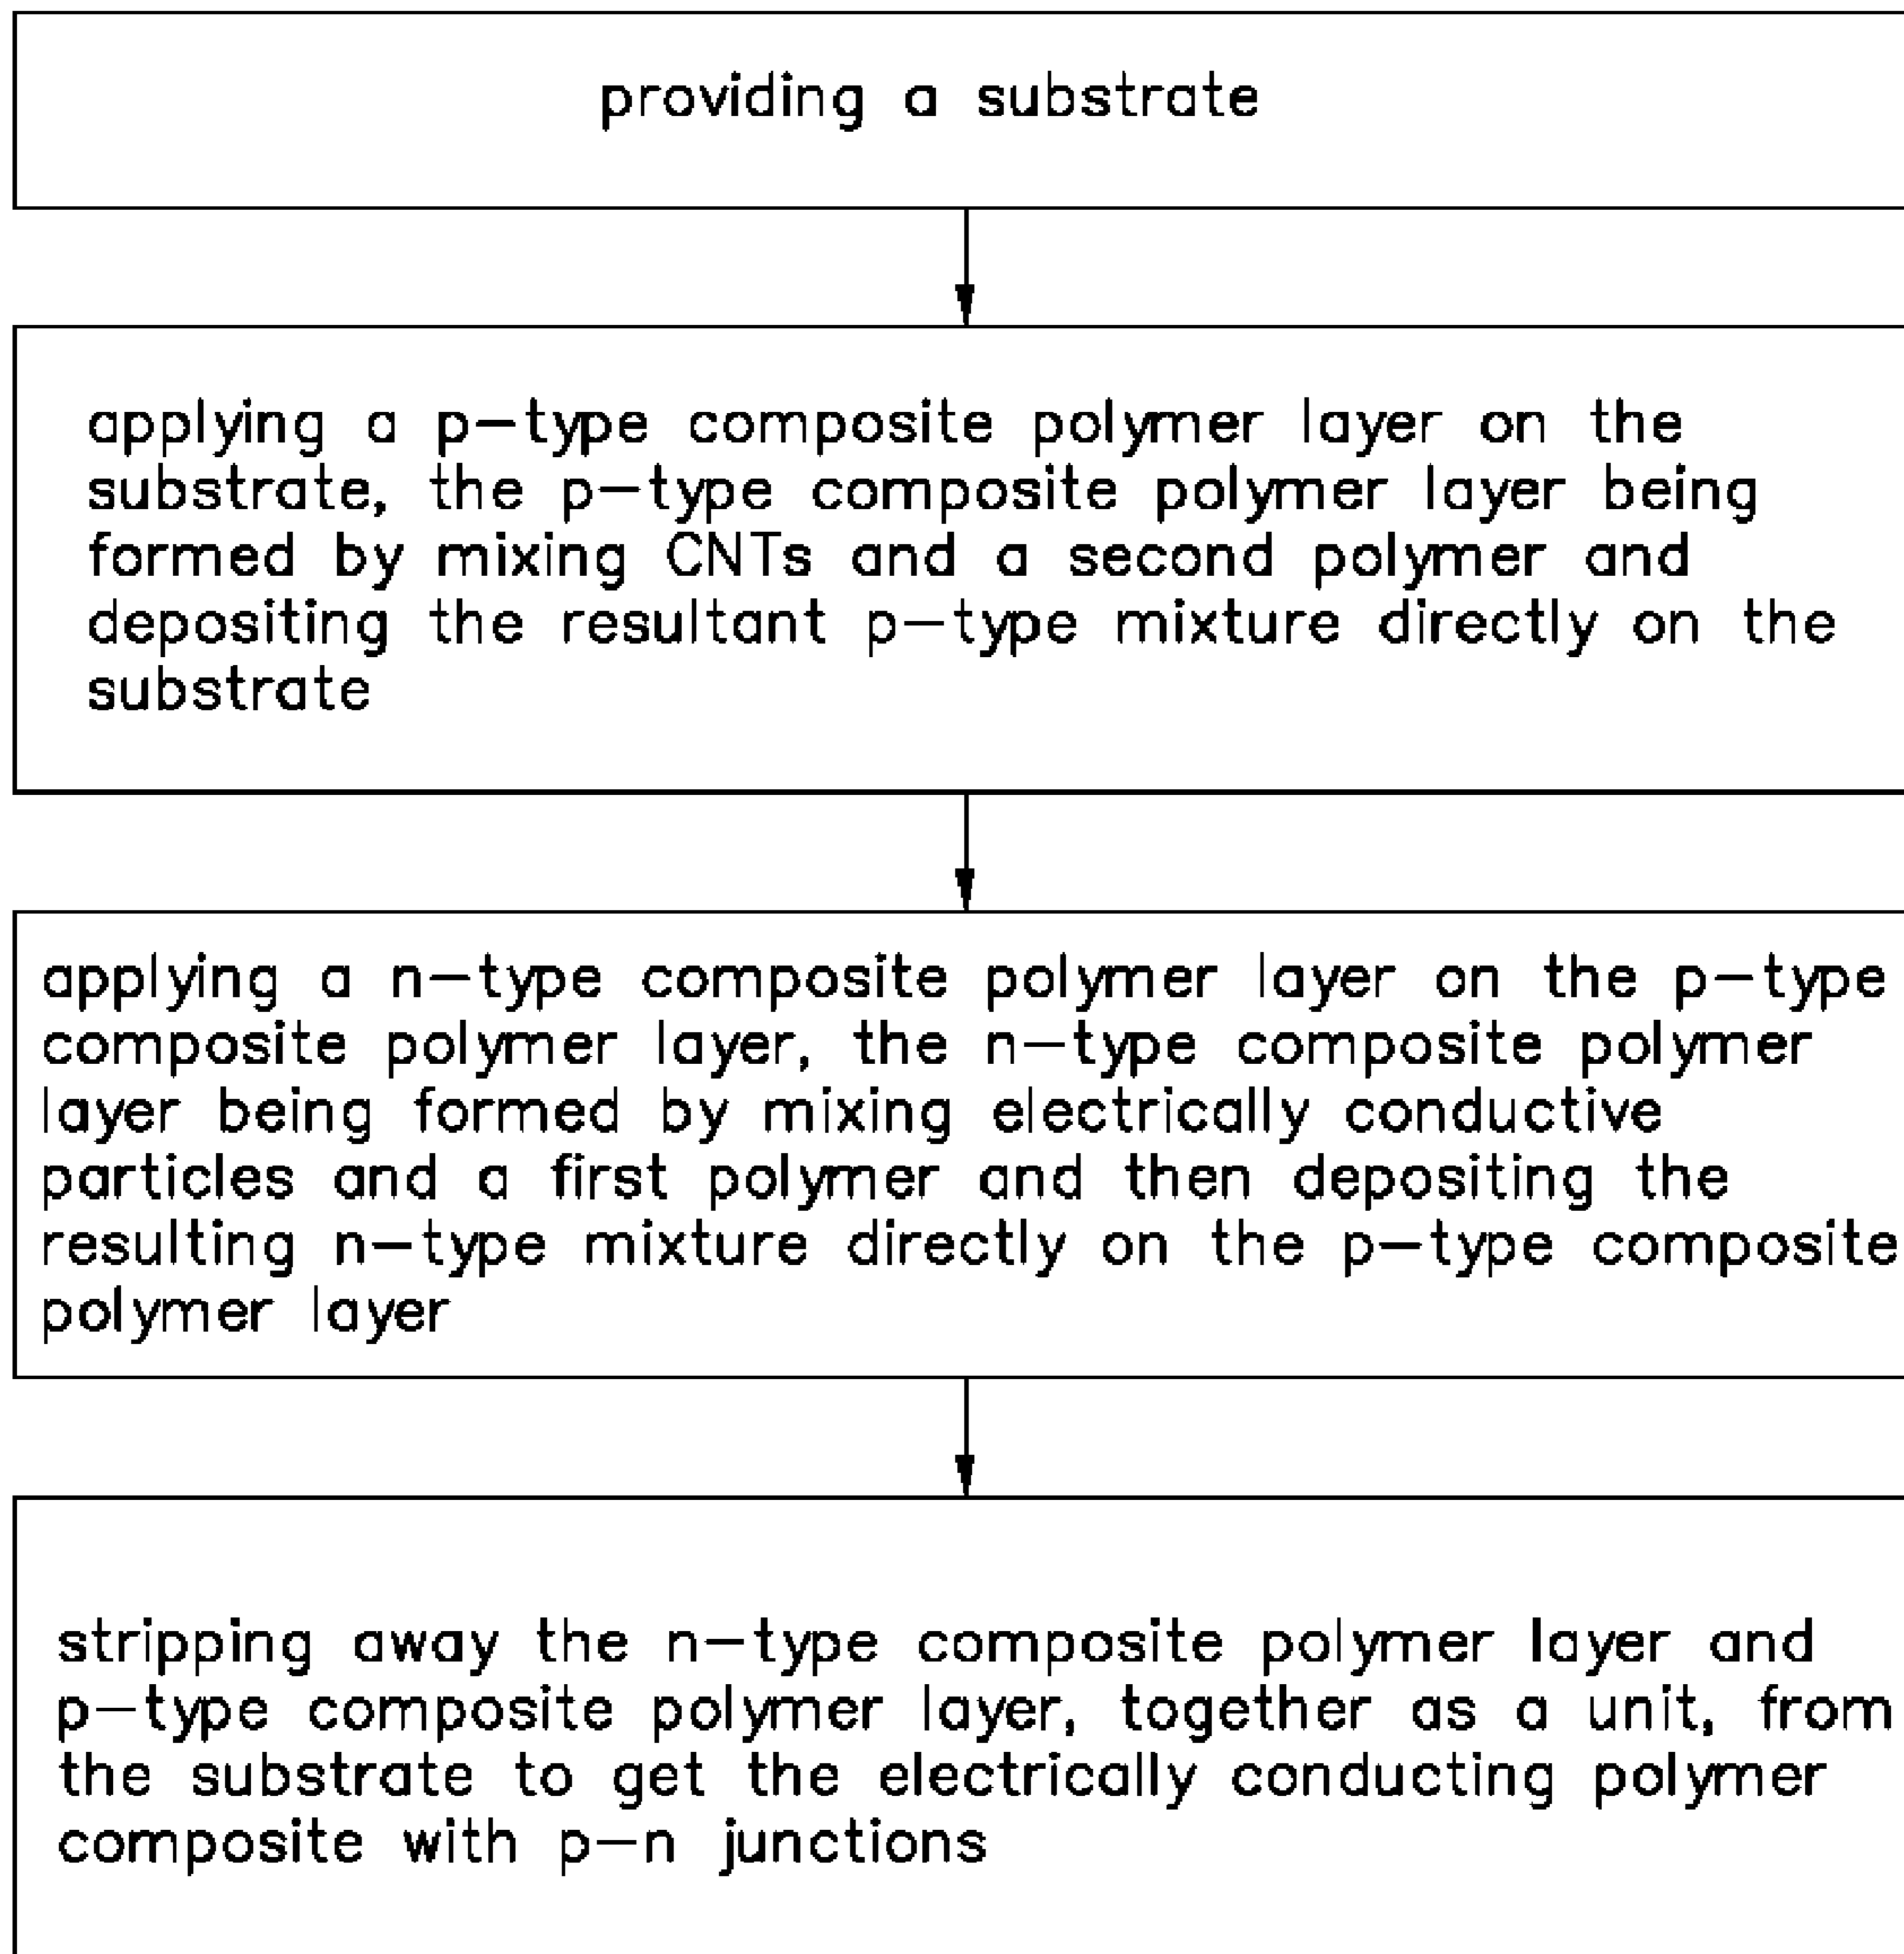 providing a substrate
applying a p-type composite polymer layer on the
substrate, the p-type composite polymer layer being
formed by mixing CNTs and a second polymer and
depositing the resultant p-type mixture directly on the
substrate
applying a n-type composite polymer layer on the p-type
composite polymer layer, the n-type composite polymer
layer being formed by mixing electrically conductive
particles and a first polymer and then depositing the
resulting n-type mixture directly on the p-type composite
polymer layer
stripping away the n-type composite polymer layer and
p-type composite polymer layer, together as a unit, from
the substrate to get the electrically conducting polymer
composite with p-n junctions